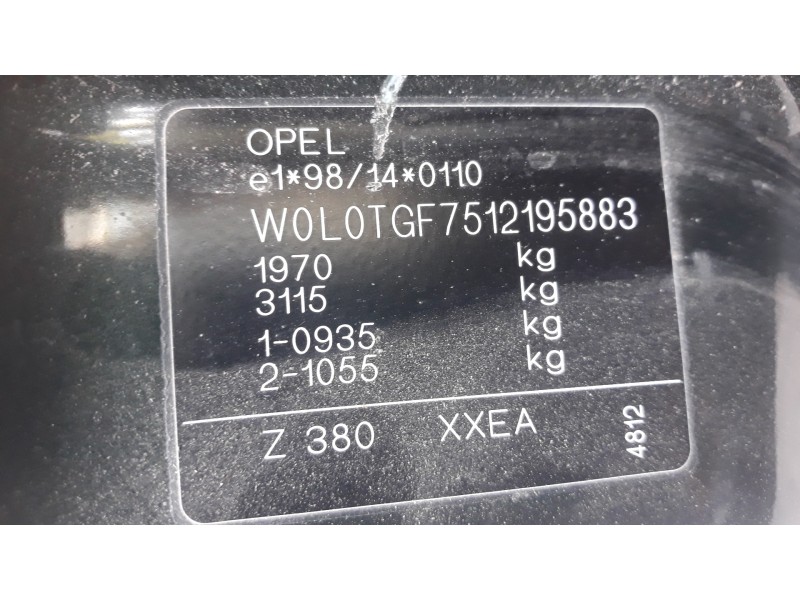 OPEL
e1*98/14*0110
W0L0TGF7512195883
1970 kg
3115 kg
1-0935 kg
2-1055 kg
Z 380 XXEA
4812